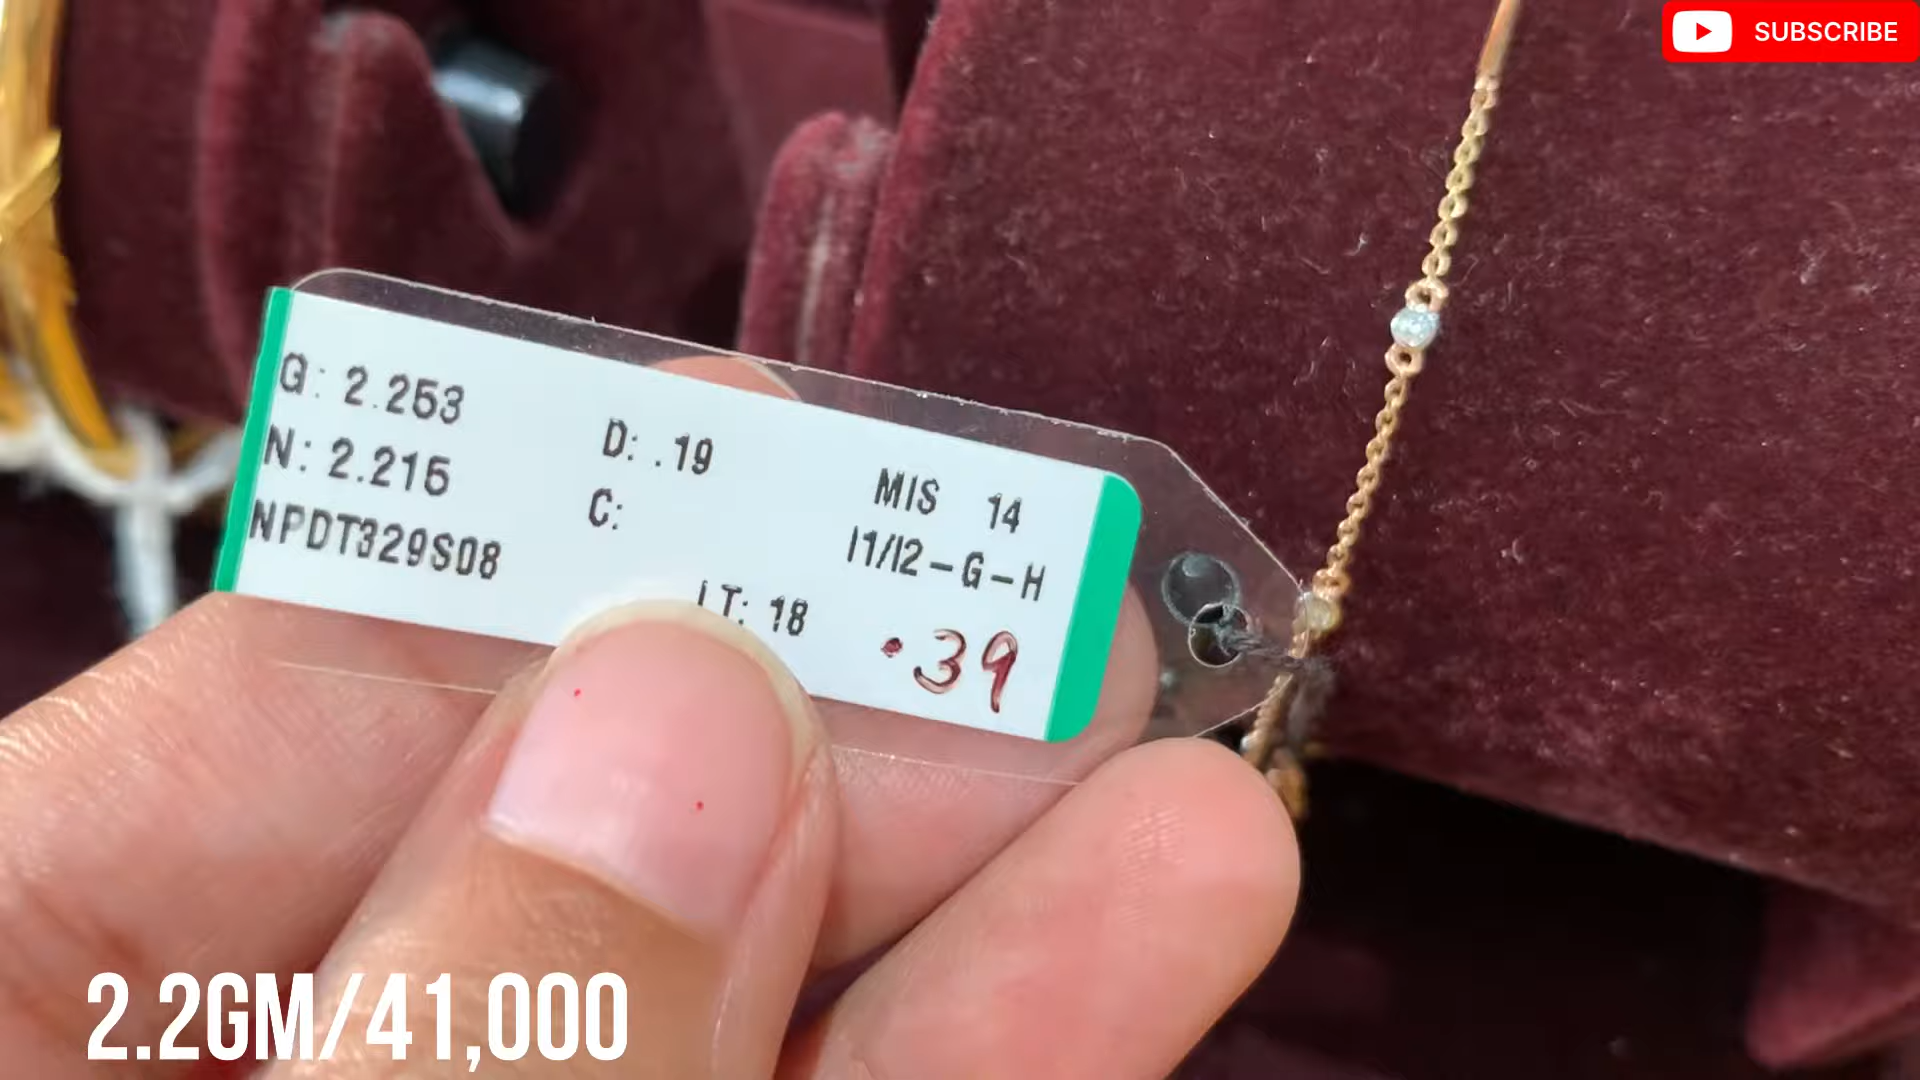 SUBSCRIBE
G: 2.253
N: 2.215
NPDT329S08
D: .19
C:
MIS 14
I1/I2-G-H
LT: 18
.39
2.2GM/41,000